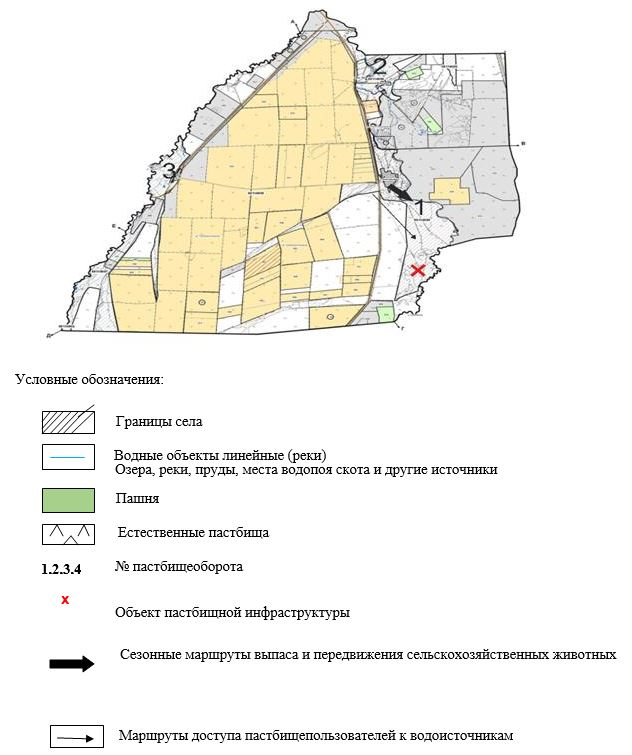 А
2
В
3
1
Е
Д
Г
Условные обозначения:
Границы села
Водные объекты линейные (реки)
Озера, реки, пруды, места водопоя скота и другие источники
Пашня
Естественные пастбища
1.2.3.4 № пастбищеоборота
х
Объект пастбищной инфраструктуры
Сезонные маршруты выпаса и передвижения сельскохозяйственных животных
Маршруты доступа пастбищепользователей к водоисточникам